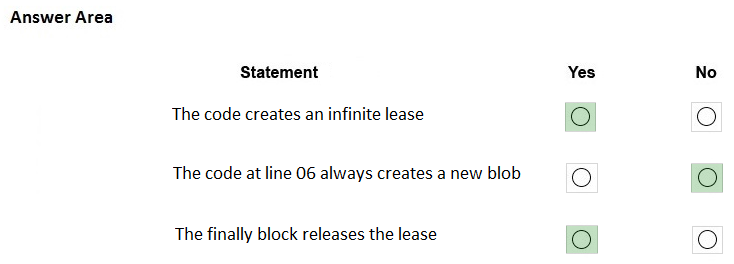 Answer Area
Statement Yes No
The code creates an infinite lease
The code at line 06 always creates a new blob
The finally block releases the lease